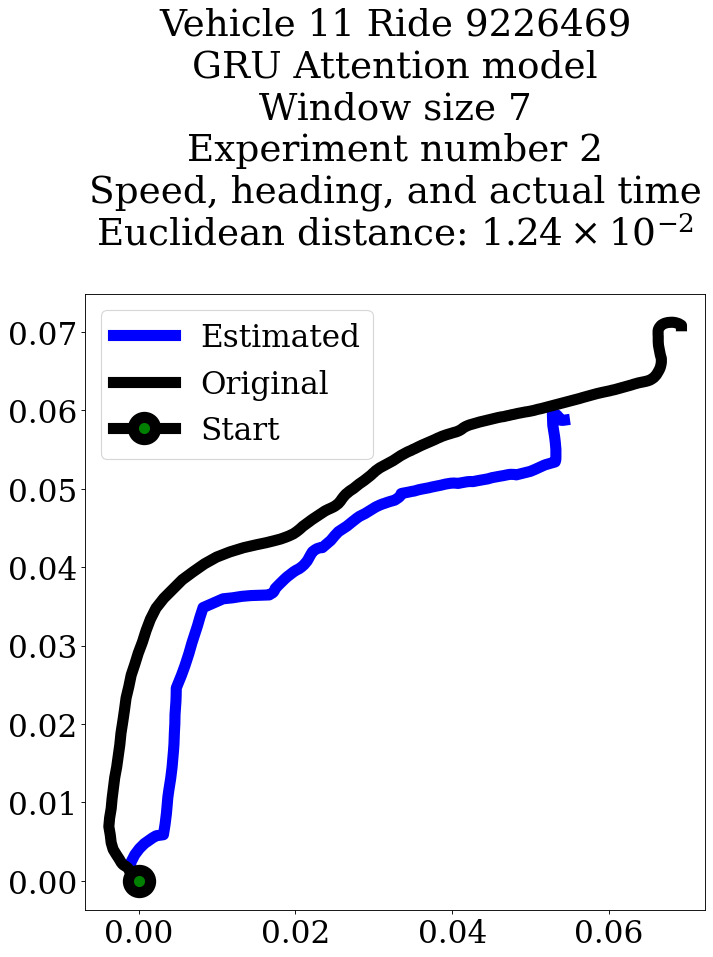 Vehicle 11 Ride 9226469
GRU Attention model
Window size 7
Experiment number 2
Speed, heading, and actual time
Euclidean distance: 1.24 × 10⁻²
Estimated
Original
Start
0.07
0.06
0.05
0.04
0.03
0.02
0.01
0.00
0.00 0.02 0.04 0.06